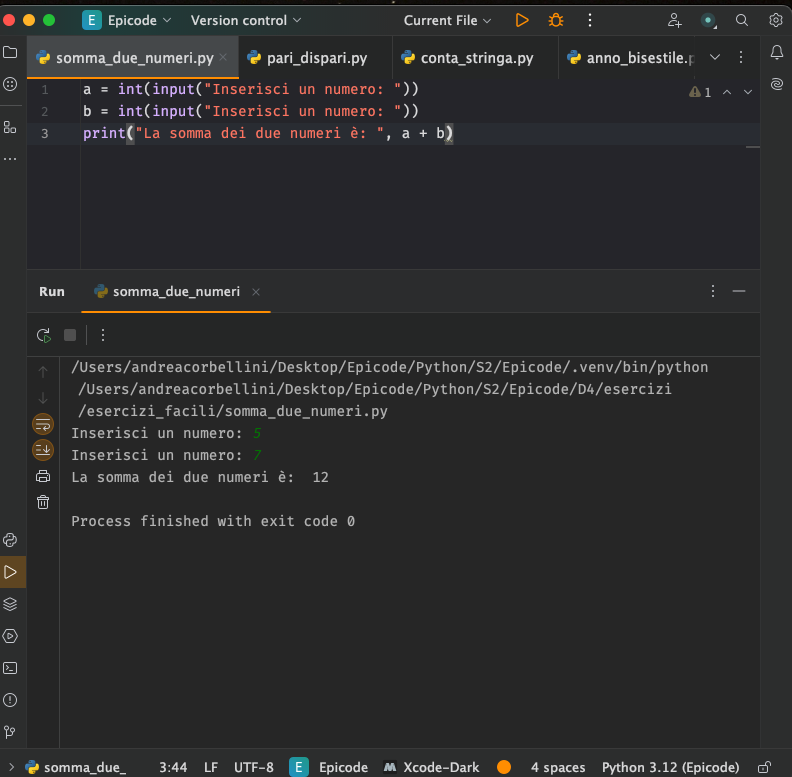 E Epicode Version control Current File
somma_due_numeri.py pari_dispari.py conta_stringa.py anno_bisestile.p
1 a = int(input("Inserisci un numero: ")) 1
2 b = int(input("Inserisci un numero: "))
3 print("La somma dei due numeri è: ", a + b)
Run somma_due_numeri
/Users/andreacorbellini/Desktop/Epicode/Python/S2/Epicode/.venv/bin/python
/Users/andreacorbellini/Desktop/Epicode/Python/S2/Epicode/D4/esercizi
/esercizi_facili/somma_due_numeri.py
Inserisci un numero: 5
Inserisci un numero: 7
La somma dei due numeri è:  12
Process finished with exit code 0
somma_due_ 3:44 LF UTF-8 E Epicode M Xcode-Dark 4 spaces Python 3.12 (Epicode)